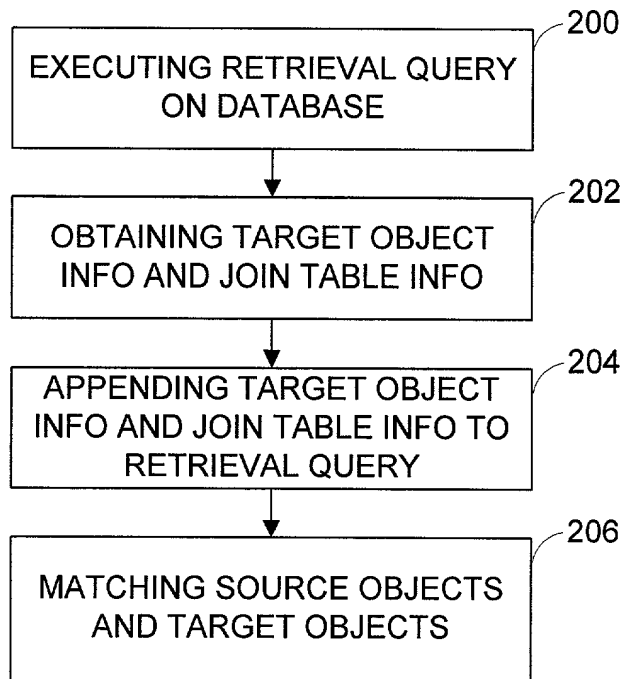 200
EXECUTING RETRIEVAL QUERY
ON DATABASE
202
OBTAINING TARGET OBJECT
INFO AND JOIN TABLE INFO
204
APPENDING TARGET OBJECT
INFO AND JOIN TABLE INFO TO
RETRIEVAL QUERY
206
MATCHING SOURCE OBJECTS
AND TARGET OBJECTS